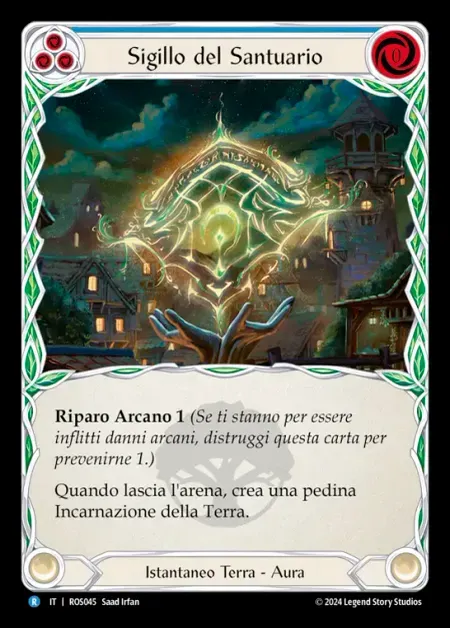 Sigillo del Santuario
0
Riparo Arcano 1 (Se ti stanno per essere
inflitti danni arcani, distruggi questa carta per
prevenirne 1.)
Quando lascia l'arena, crea una pedina
Incarnazione della Terra.
Istantaneo Terra - Aura
R IT | ROS045 Saad Irfan
© 2024 Legend Story Studios